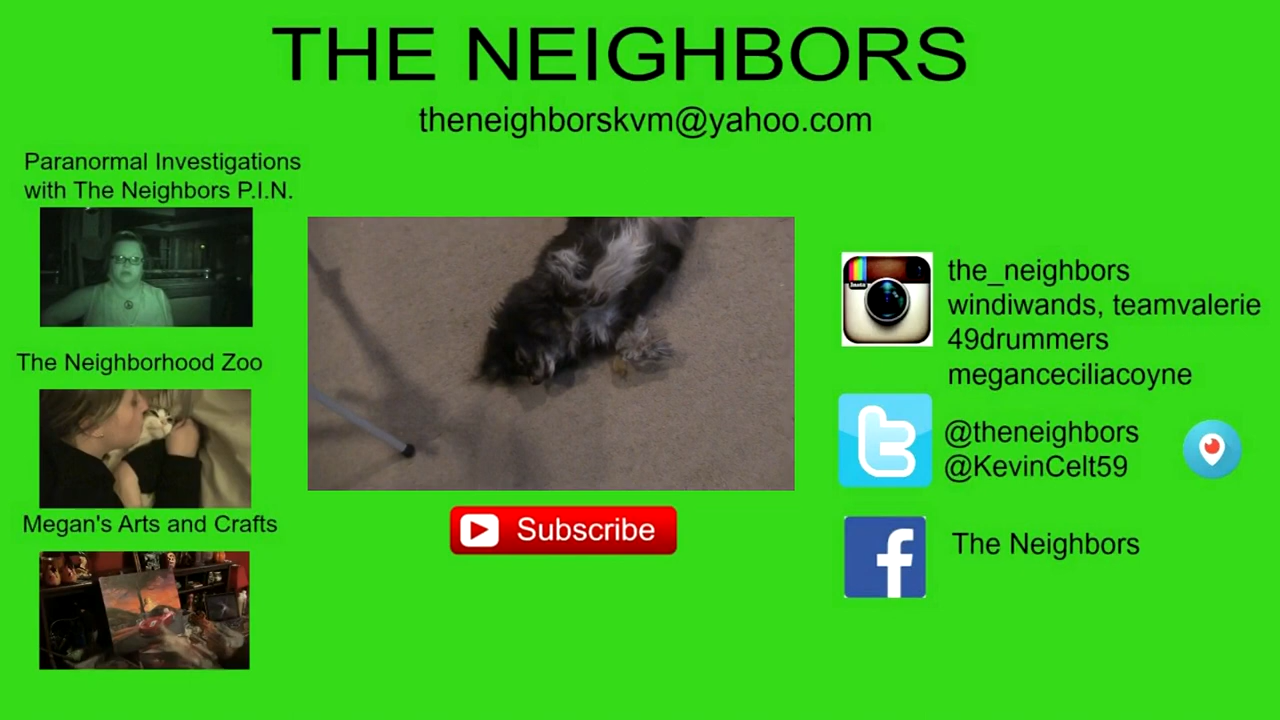 THE NEIGHBORS
theneighborskvm@yahoo.com
Paranormal Investigations
with The Neighbors P.I.N.
The Neighborhood Zoo
Megan's Arts and Crafts
Subscribe
the_neighbors
windiwands, teamvalerie
49drummers
meganceciliacoyne
@theneighbors
@KevinCelt59
The Neighbors